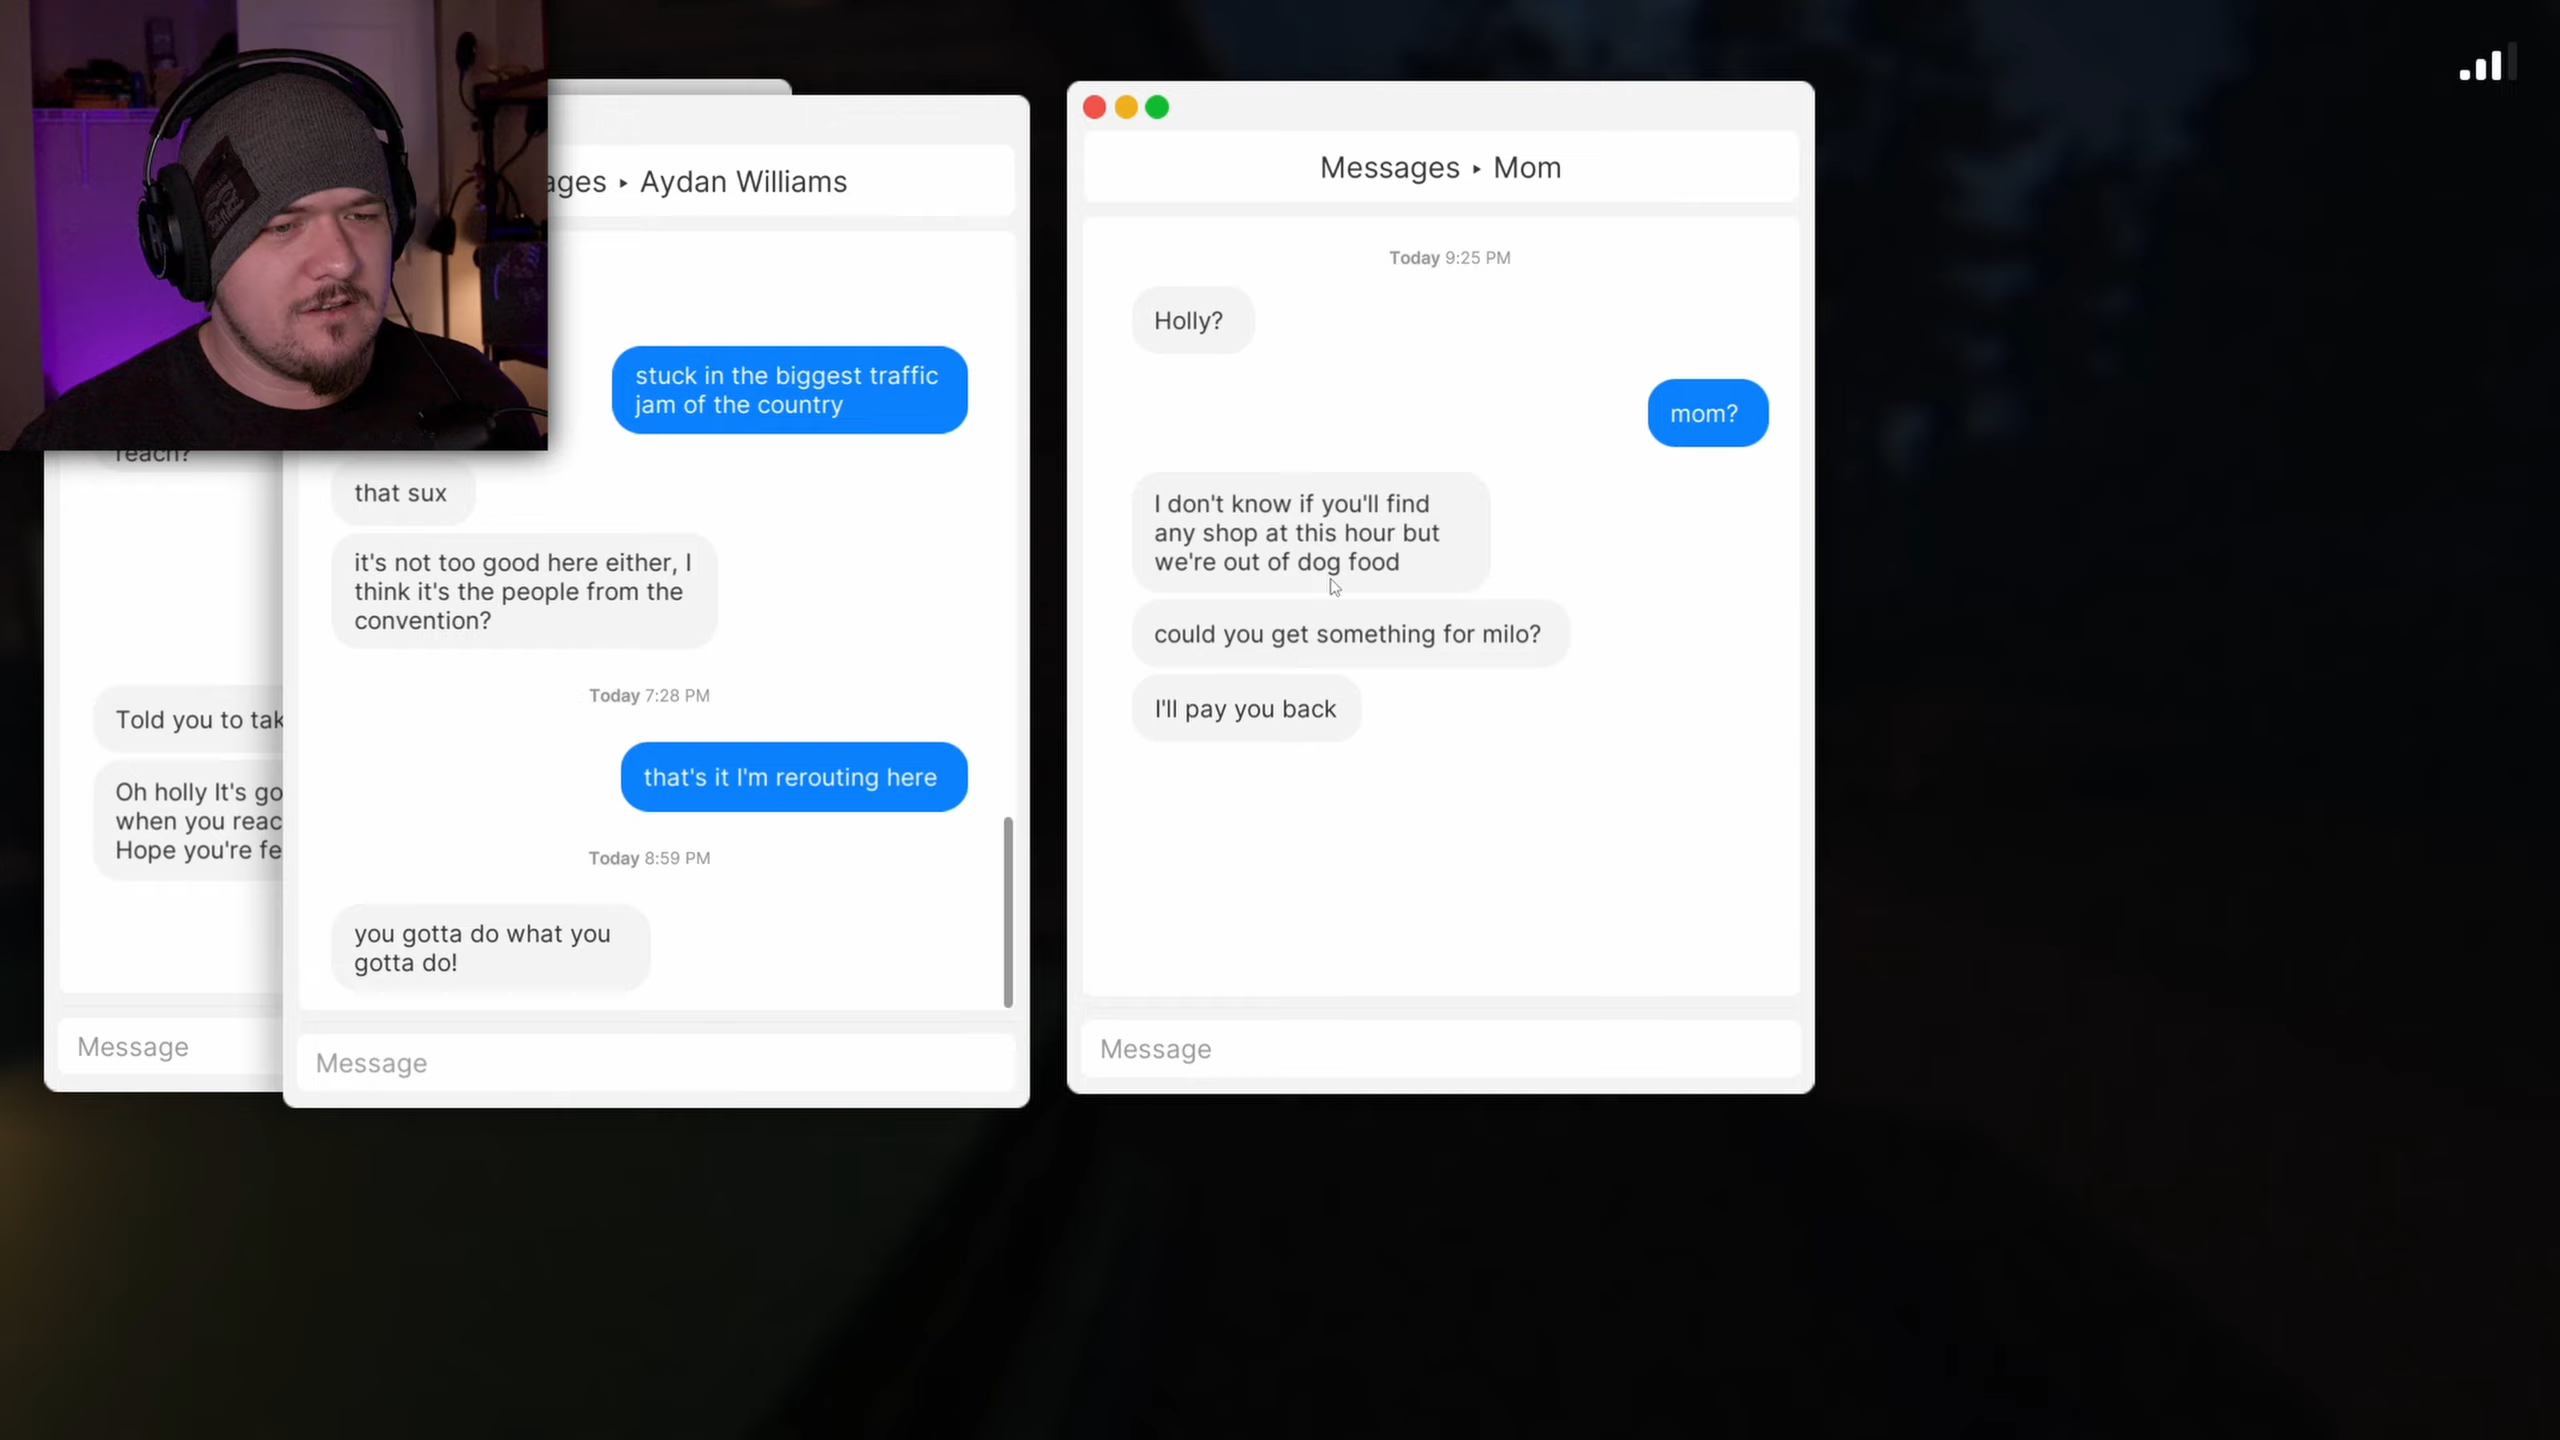 Messages ▸ Aydan Williams
stuck in the biggest traffic
jam of the country
that sux
it's not too good here either, I
think it's the people from the
convention?
Today 7:28 PM
that's it I'm rerouting here
Today 8:59 PM
you gotta do what you
gotta do!
Message
reach?
Told you to
Oh holly It's
when you
Hope you're
Message
Messages ▸ Mom
Today 9:25 PM
Holly?
mom?
I don't know if you'll find
any shop at this hour but
we're out of dog food
could you get something for milo?
I'll pay you back
Message